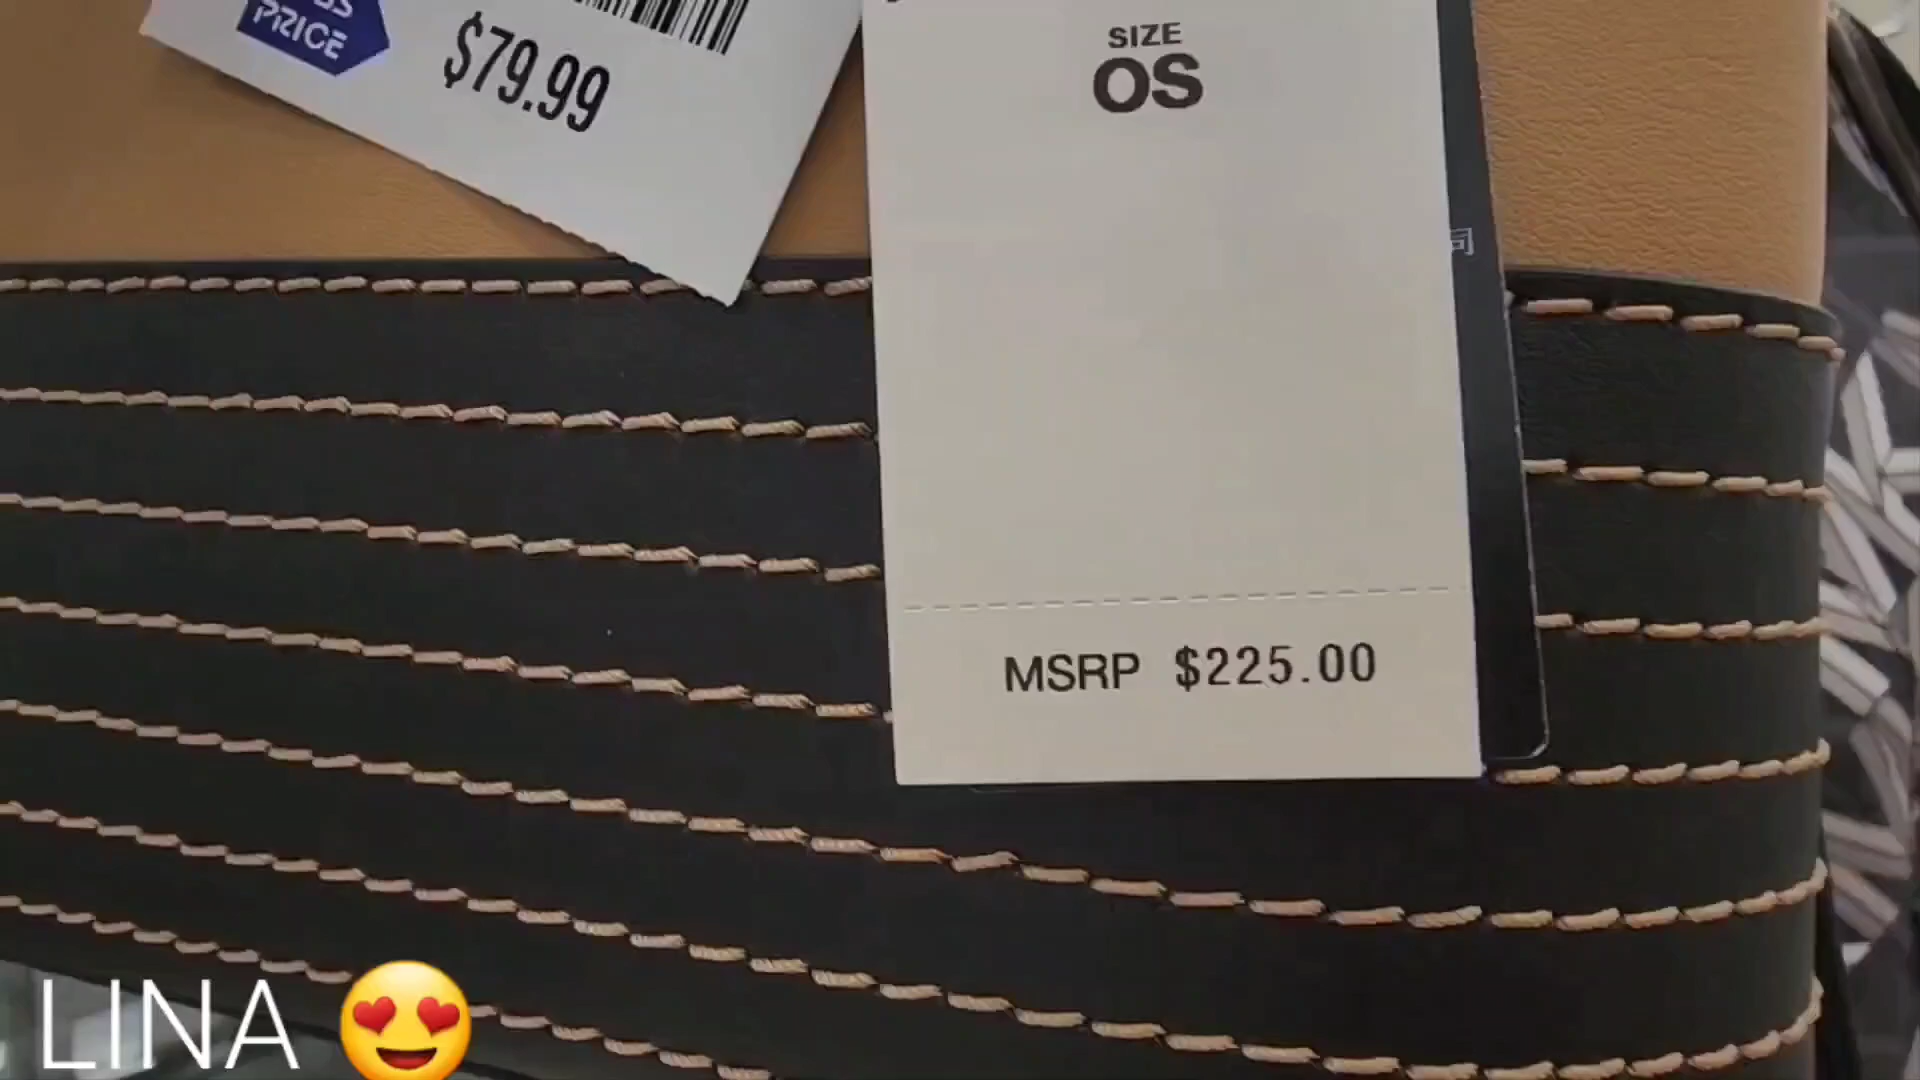 PRICE
$79.99
SIZE
OS
MSRP $225.00
LINA 😍